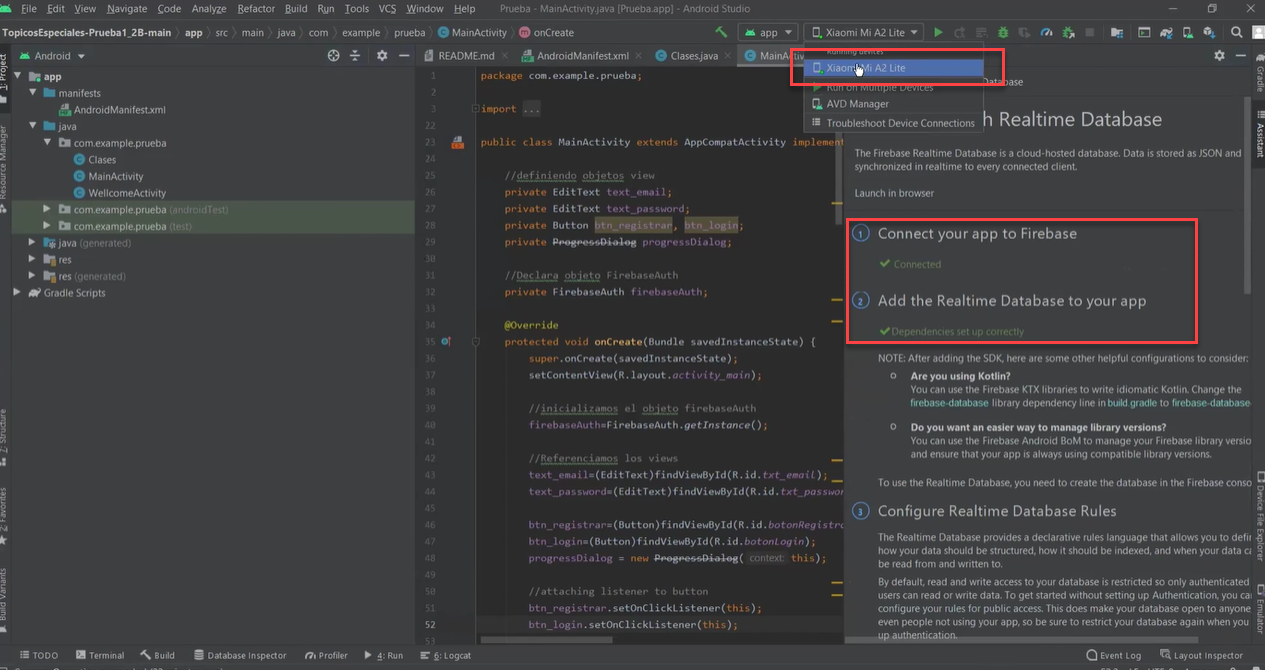 File Edit View Navigate Code Analyze Refactor Build Run Tools VCS Window Help Prueba - MainActivity.java [Prueba.app] - Android Studio
TopicosEspeciales-Prueba1_2B-main app src main java com example prueba MainActivity onCreate app Xiaomi Mi A2 Lite
Android README.md AndroidManifest.xml Clases.java MainActiv
Running devices
Xiaomi Mi A2 Lite
Run on Multiple Devices
AVD Manager
Troubleshoot Device Connections
1: Project
Resource Manager
Z: Structure
2: Favorites
Build Variants
app
manifests
AndroidManifest.xml
java
com.example.prueba
Clases
MainActivity
WellcomeActivity
com.example.prueba (androidTest)
com.example.prueba (test)
java (generated)
res
res (generated)
Gradle Scripts
1 package com.example.prueba;
2
3 import ...
22
23 public class MainActivity extends AppCompatActivity implement
24
25 //definiendo objetos view
26 private EditText text_email;
27 private EditText text_password;
28 private Button btn_registrar, btn_login;
29 private ProgressDialog progressDialog;
30
31 //Declara objeto FirebaseAuth
32 private FirebaseAuth firebaseAuth;
33
34 @Override
35 protected void onCreate(Bundle savedInstanceState) {
36 super.onCreate(savedInstanceState);
37 setContentView(R.layout.activity_main);
38
39 //inicializamos el objeto firebaseAuth
40 firebaseAuth=FirebaseAuth.getInstance();
41
42 //Referenciamos los views
43 text_email=(EditText)findViewById(R.id.txt_email);
44 text_password=(EditText)findViewById(R.id.txt_passwor
45
46 btn_registrar=(Button)findViewById(R.id.botonRegistra
47 btn_login=(Button)findViewById(R.id.botonLogin);
48 progressDialog = new ProgressDialog( context: this);
49
50 //attaching listener to button
51 btn_registrar.setOnClickListener(this);
52 btn_login.setOnClickListener(this);
53
Database
h Realtime Database
The Firebase Realtime Database is a cloud-hosted database. Data is stored as JSON and
synchronized in realtime to every connected client.
Launch in browser
1 Connect your app to Firebase
Connected
2 Add the Realtime Database to your app
Dependencies set up correctly
NOTE: After adding the SDK, here are some other helpful configurations to consider:
Are you using Kotlin?
You can use the Firebase KTX libraries to write idiomatic Kotlin. Change the
firebase-database library dependency line in build.gradle to firebase-database-
Do you want an easier way to manage library versions?
You can use the Firebase Android BoM to manage your Firebase library versio
and ensure that your app is always using compatible library versions.
To use the Realtime Database, you need to create the database in the Firebase conso
3 Configure Realtime Database Rules
The Realtime Database provides a declarative rules language that allows you to defin
how your data should be structured, how it should be indexed, and when your data ca
be read from and written to.
By default, read and write access to your database is restricted so only authenticated
users can read or write data. To get started without setting up Authentication, you can
configure your rules for public access. This does make your database open to anyone
even people not using your app, so be sure to restrict your database again when you
up authentication.
Gradle
Assistant
Device File Explorer
Emulator
TODO Terminal Build Database Inspector Profiler 4: Run 6: Logcat Event Log Layout Inspector